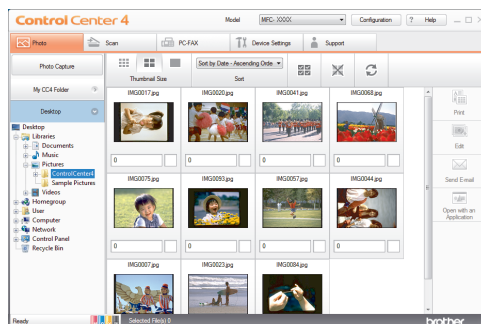 Control Center 4
Model
MFC- XXXX
Configuration
?
Help
Photo
Scan
PC-FAX
Device Settings
Support
Photo Capture
My CC4 Folder
Desktop
Thumbnail Size
Sort by Date - Ascending Orde
Sort
Desktop
Libraries
Documents
Music
Pictures
ControlCenter4
Sample Pictures
Videos
Homegroup
User
Computer
Network
Control Panel
Recycle Bin
IMG0017.jpg
IMG0020.jpg
IMG0041.jpg
IMG0068.jpg
0
0
0
0
IMG0075.jpg
IMG0093.jpg
IMG0057.jpg
IMG0044.jpg
0
0
0
0
IMG0007.jpg
IMG0023.jpg
IMG0084.jpg
Print
Edit
Send E-mail
Open with an
Application
Ready
Selected File(s) 0
brother